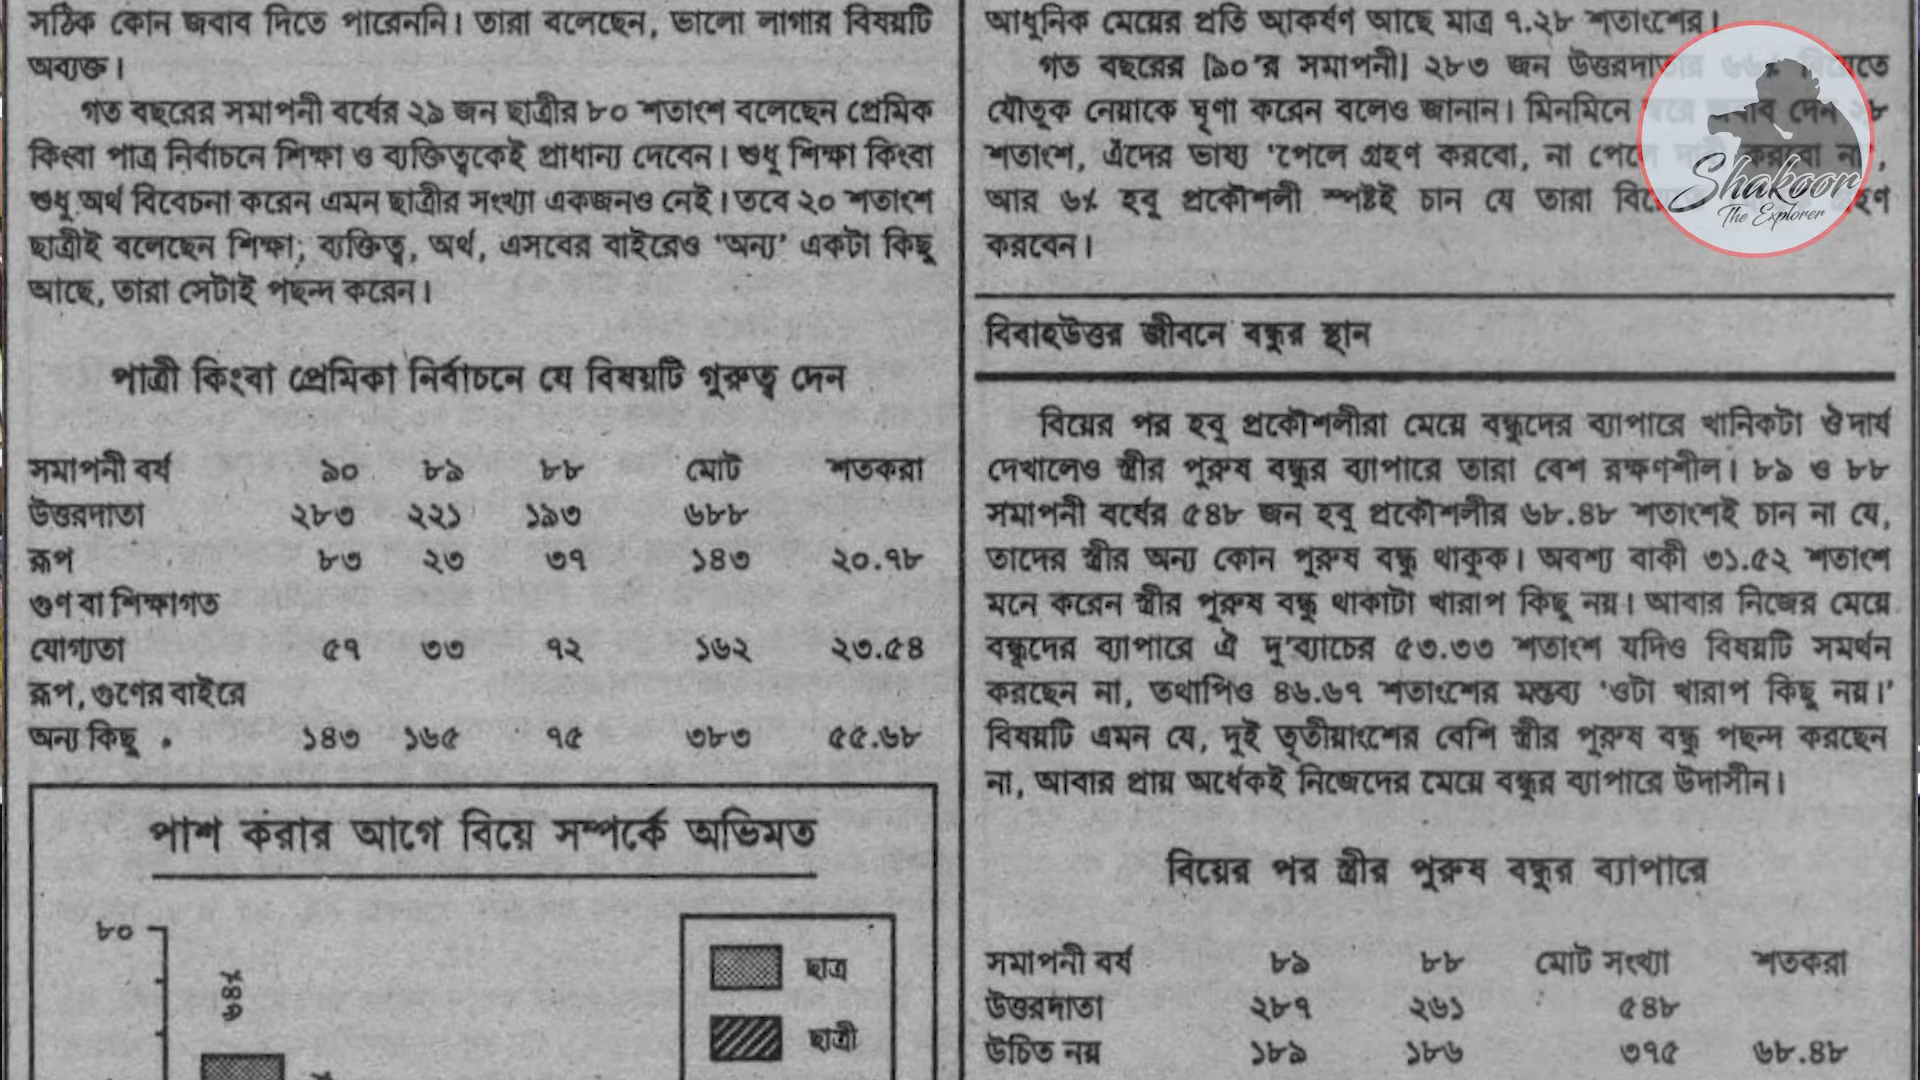 সঠিক কোন জবাব দিতে পারেননি। তারা বলেছেন, ভালো লাগার বিষয়টি
অব্যক্ত।
গত বছরের সমাপনী বর্ষের ২৯ জন ছাত্রীর ৮০ শতাংশ বলেছেন প্রেমিক
কিংবা পাত্র নির্বাচনে শিক্ষা ও ব্যক্তিত্বকেই প্রাধান্য দেবেন। শুধু শিক্ষা কিংবা
শুধু অর্থ বিবেচনা করেন এমন ছাত্রীর সংখ্যা একজনও নেই। তবে ২০ শতাংশ
ছাত্রীই বলেছেন শিক্ষা, ব্যক্তিত্ব, অর্থ, এসবের বাইরেও ‘অন্য’ একটা কিছু
আছে, তারা সেটাই পছন্দ করেন।
পাত্রী কিংবা প্রেমিকা নির্বাচনে যে বিষয়টি গুরুত্ব দেন
সমাপনী বর্ষ ৯০ ৮৯ ৮৮ মোট শতকরা
উত্তরদাতা ২৮৩ ২২১ ১৯৩ ৬৮৮
রূপ ৮৩ ২৩ ৩৭ ১৪৩ ২০.৭৮
গুণ বা শিক্ষাগত
যোগ্যতা ৫৭ ৩৩ ৭২ ১৬২ ২৩.৫৪
রূপ, গুণের বাইরে
অন্য কিছু ১৪৩ ১৬৫ ৭৫ ৩৮৩ ৫৫.৬৮
পাশ করার আগে বিয়ে সম্পর্কে অভিমত
৮০
৬৪%
ছাত্র
ছাত্রী
আধুনিক মেয়ের প্রতি আকর্ষণ আছে মাত্র ৭.২৮ শতাংশের।
গত বছরের [৯০’র সমাপনী] ২৮৩ জন উত্তরদাতার ৬৬% বিয়েতে
যৌতুক নেয়াকে ঘৃণা করেন বলেও জানান। মিনমিনে স্বরে জবাব দেন ২৮
শতাংশ, এঁদের ভাষ্য ‘পেলে গ্রহণ করবো, না পেলে দাবী করবো না’,
আর ৬% হবু প্রকৌশলী স্পষ্টই চান যে তারা
করবেন।
বিবাহউত্তর জীবনে বন্ধুর স্থান
বিয়ের পর হবু প্রকৌশলীরা মেয়ে বন্ধুদের ব্যাপারে খানিকটা ঔদার্য
দেখালেও স্ত্রীর পুরুষ বন্ধুর ব্যাপারে তারা বেশ রক্ষণশীল। ৮৯ ও ৮৮
সমাপনী বর্ষের ৫৪৮ জন হবু প্রকৌশলীর ৬৮.৪৮ শতাংশই চান না যে,
তাদের স্ত্রীর অন্য কোন পুরুষ বন্ধু থাকুক। অবশ্য বাকী ৩১.৫২ শতাংশ
মনে করেন স্ত্রীর পুরুষ বন্ধু থাকাটা খারাপ কিছু নয়। আবার নিজের মেয়ে
বন্ধুদের ব্যাপারে ঐ দু’ব্যাচের ৫৩.৩৩ শতাংশ যদিও বিষয়টি সমর্থন
করছেন না, তথাপিও ৪৬.৬৭ শতাংশের মন্তব্য ‘ওটা খারাপ কিছু নয়।’
বিষয়টি এমন যে, দুই তৃতীয়াংশের বেশি স্ত্রীর পুরুষ বন্ধু পছন্দ করছেন
না, আবার প্রায় অর্ধেকই নিজেদের মেয়ে বন্ধুর ব্যাপারে উদাসীন।
বিয়ের পর স্ত্রীর পুরুষ বন্ধুর ব্যাপারে
সমাপনী বর্ষ ৮৯ ৮৮ মোট সংখ্যা শতকরা
উত্তরদাতা ২৮৭ ২৬১ ৫৪৮
উচিত নয় ১৮৯ ১৮৬ ৩৭৫ ৬৮.৪৮
Shakoor
The Explorer